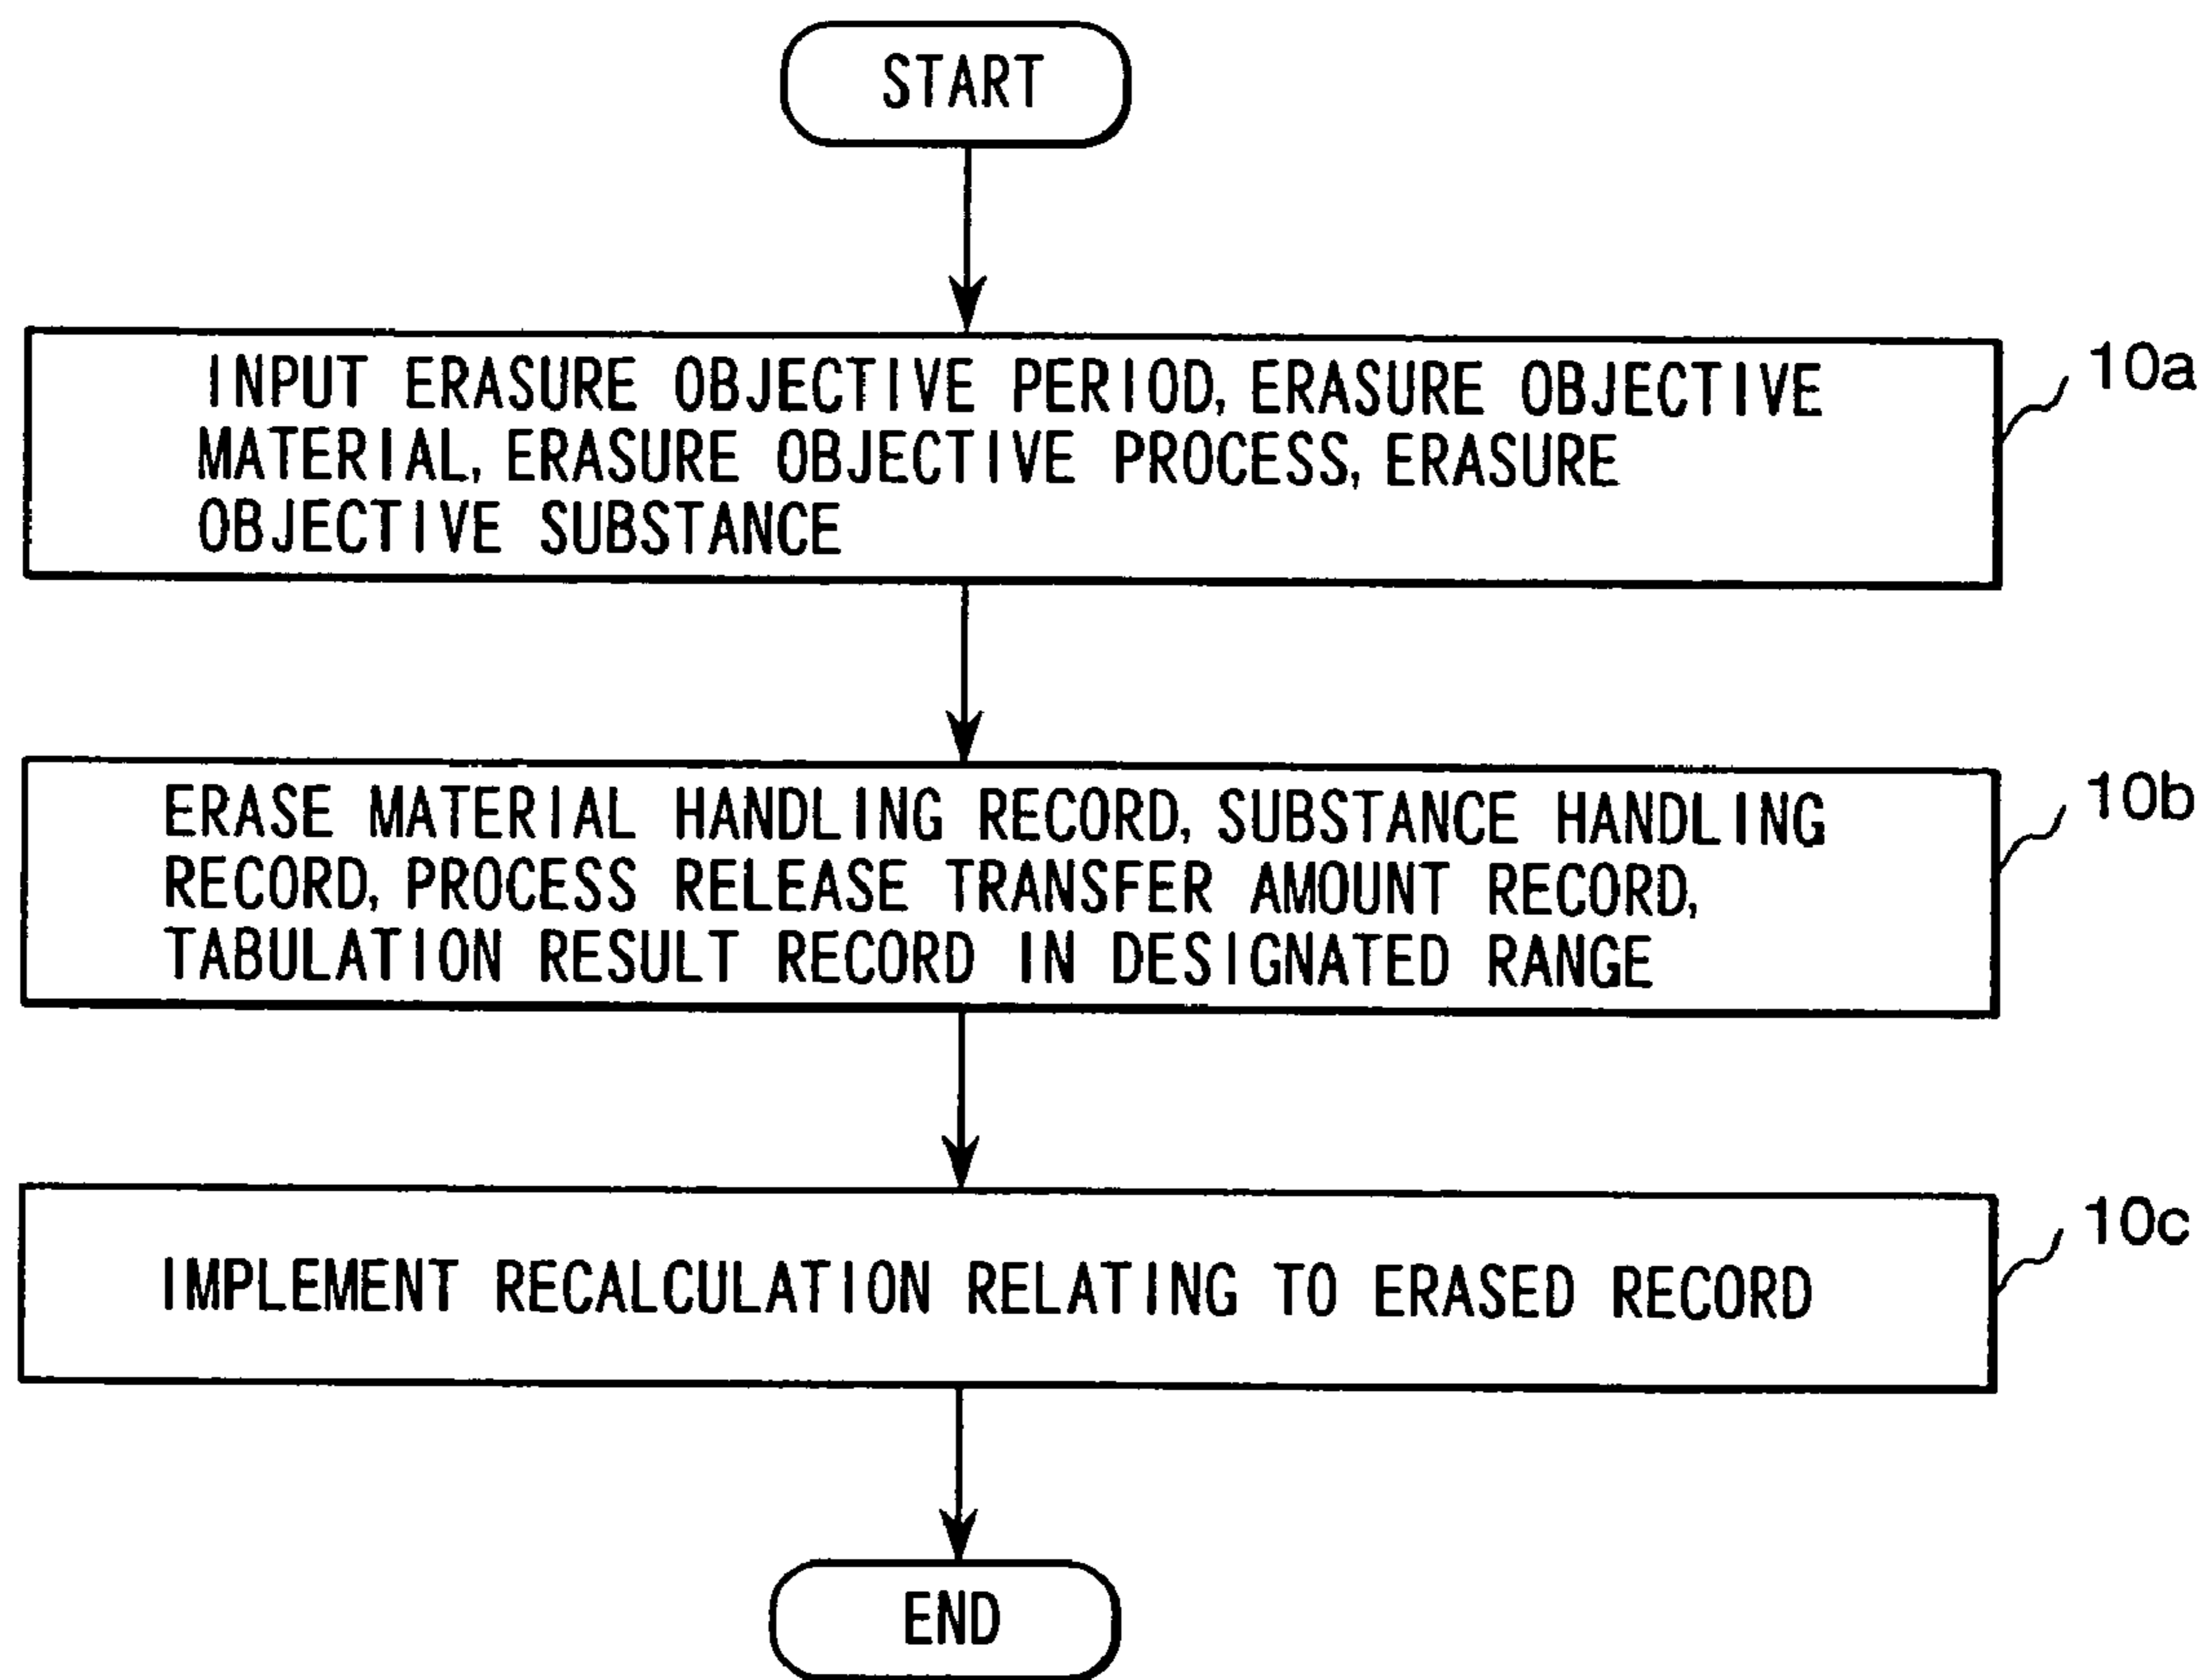 START
INPUT ERASURE OBJECTIVE PERIOD, ERASURE OBJECTIVE
MATERIAL, ERASURE OBJECTIVE PROCESS, ERASURE
OBJECTIVE SUBSTANCE
10a
ERASE MATERIAL HANDLING RECORD, SUBSTANCE HANDLING
RECORD, PROCESS RELEASE TRANSFER AMOUNT RECORD,
TABULATION RESULT RECORD IN DESIGNATED RANGE
10b
IMPLEMENT RECALCULATION RELATING TO ERASED RECORD
10c
END